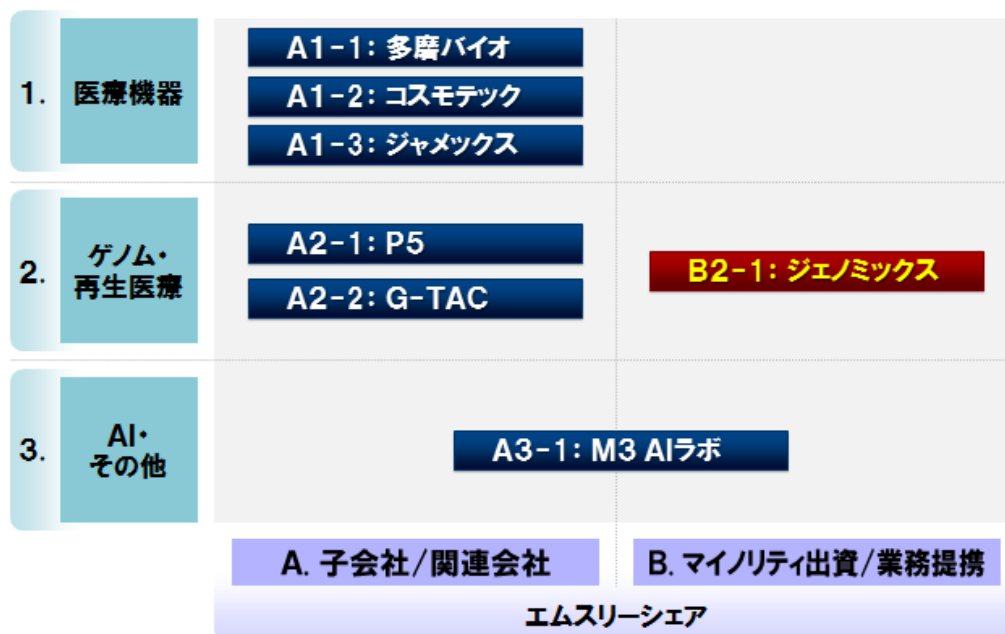 1. 医療機器
A1-1: 多磨バイオ
A1-2: コスモテック
A1-3: ジャメックス
2. ゲノム・
再生医療
A2-1: P5
A2-2: G-TAC
B2-1: ジェノミックス
3. AI・
その他
A3-1: M3 AIラボ
A. 子会社/関連会社
B. マイノリティ出資/業務提携
エムスリーシェア